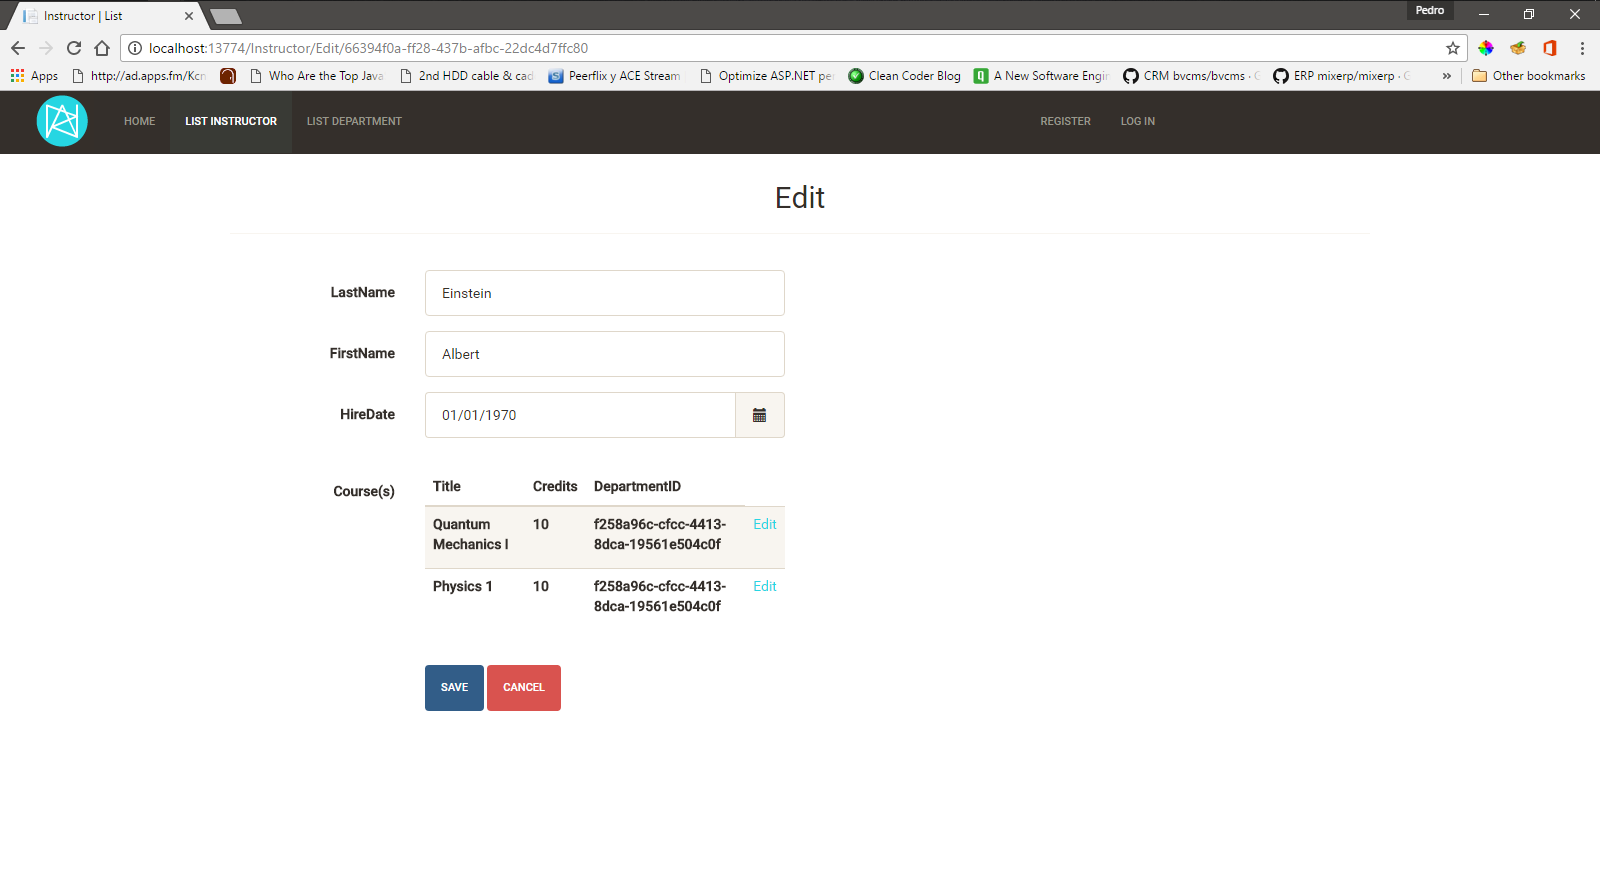 Instructor | List
Pedro
localhost:13774/Instructor/Edit/66394f0a-ff28-437b-afbc-22dc4d7ffc80
Apps http://ad.apps.fm/Kcn Who Are the Top Java 2nd HDD cable & cad Peerflix y ACE Stream Optimize ASP.NET pe Clean Coder Blog A New Software Engin CRM bvcms/bvcms · ERP mixerp/mixerp · » Other bookmarks
HOME LIST INSTRUCTOR LIST DEPARTMENT REGISTER LOG IN
Edit
LastName Einstein
FirstName Albert
HireDate 01/01/1970
Course(s) Title Credits DepartmentID
Quantum 10 f258a96c-cfcc-4413- Edit
Mechanics I 8dca-19561e504c0f
Physics 1 10 f258a96c-cfcc-4413- Edit
8dca-19561e504c0f
SAVE CANCEL